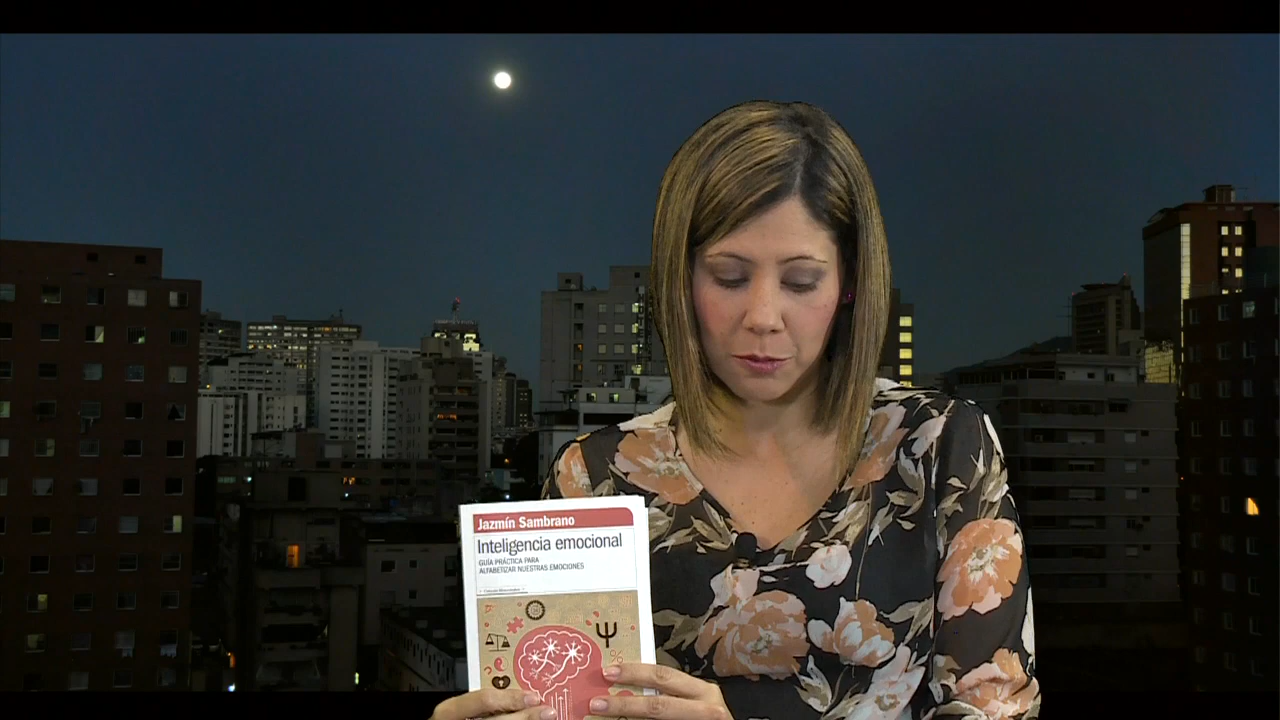 Jazmín Sambrano
Inteligencia emocional
GUÍA PRÁCTICA PARA
ALFABETIZAR NUESTRAS EMOCIONES